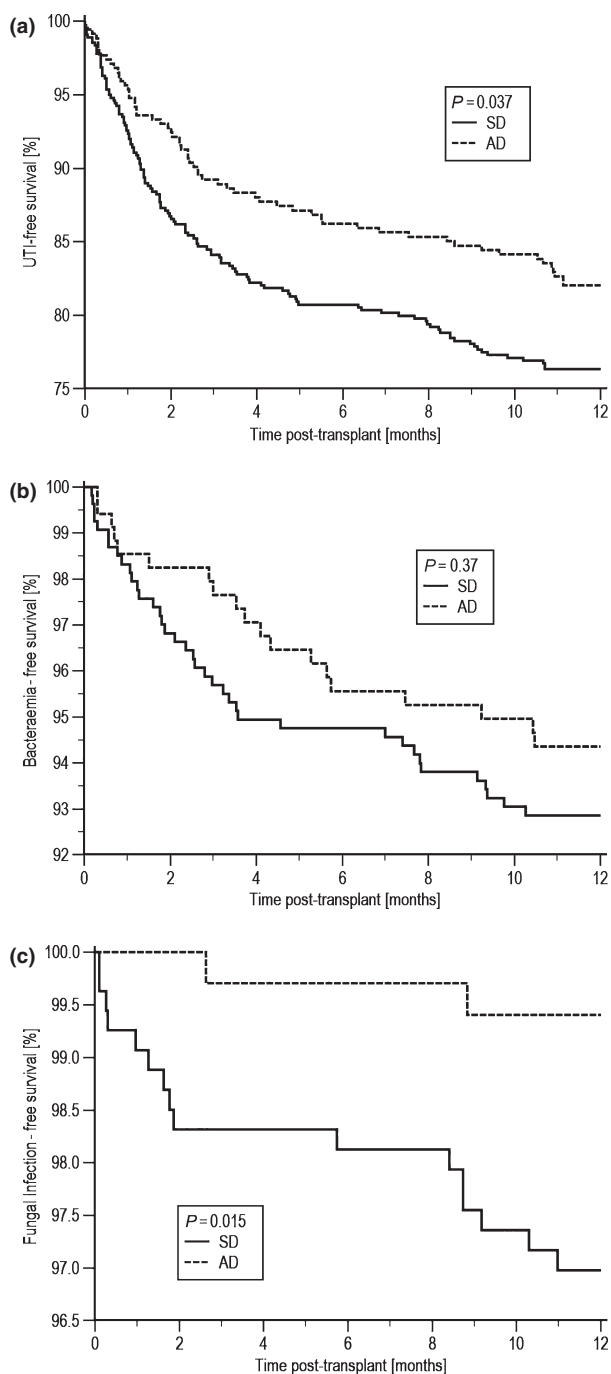 (a)
UTI-free survival [%]
100
95
90
85
80
75
P = 0.037
SD
AD
0 2 4 6 8 10 12
Time post-transplant [months]
(b)
Bacteraemia - free survival [%]
100
99
98
97
96
95
94
93
92
P = 0.37
SD
AD
0 2 4 6 8 10 12
Time post-transplant [months]
(c)
Fungal Infection - free survival [%]
100.0
99.5
99.0
98.5
98.0
97.5
97.0
96.5
P = 0.015
SD
AD
0 2 4 6 8 10 12
Time post-transplant [months]